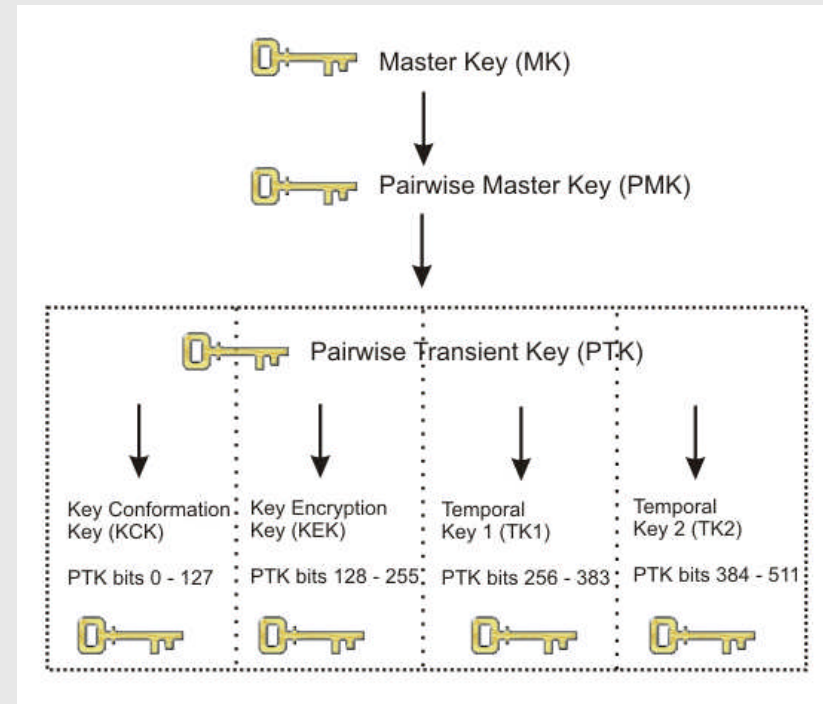 Master Key (MK)
Pairwise Master Key (PMK)
Pairwise Transient Key (PTK)
Key Conformation
Key (KCK)
PTK bits 0 - 127
Key Encryption
Key (KEK)
PTK bits 128 - 255
Temporal
Key 1 (TK1)
PTK bits 256 - 383
Temporal
Key 2 (TK2)
PTK bits 384 - 511